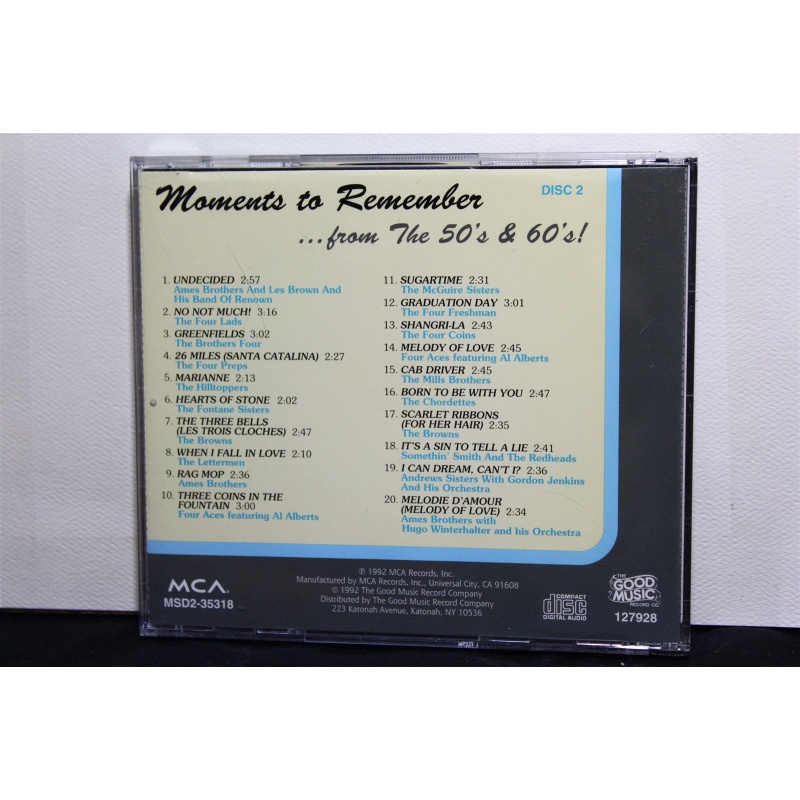 Moments to Remember
DISC 2
...from The 50's & 60's!
1. UNDECIDED 2:57
Ames Brothers And Les Brown And
His Band Of Renown
2. NO NOT MUCH! 3:16
The Four Lads
3. GREENFIELDS 3:02
The Brothers Four
4. 26 MILES (SANTA CATALINA) 2:27
The Four Preps
5. MARIANNE 2:13
The Hilltoppers
6. HEARTS OF STONE 2:02
The Fontane Sisters
7. THE THREE BELLS
(LES TROIS CLOCHES) 2:47
The Browns
8. WHEN I FALL IN LOVE 2:10
The Lettermen
9. RAG MOP 2:36
Ames Brothers
10. THREE COINS IN THE
FOUNTAIN 3:00
Four Aces featuring Al Alberts
11. SUGARTIME 2:31
The McGuire Sisters
12. GRADUATION DAY 3:01
The Four Freshman
13. SHANGRI-LA 2:43
The Four Coins
14. MELODY OF LOVE 2:45
Four Aces featuring Al Alberts
15. CAB DRIVER 2:45
The Mills Brothers
16. BORN TO BE WITH YOU 2:47
The Chordettes
17. SCARLET RIBBONS
(FOR HER HAIR) 2:35
The Browns
18. IT'S A SIN TO TELL A LIE 2:41
Somethin' Smith And The Redheads
19. I CAN DREAM, CAN'T I? 2:36
Andrews Sisters With Gordon Jenkins
And His Orchestra
20. MELODIE D'AMOUR
(MELODY OF LOVE) 2:34
Ames Brothers with
Hugo Winterhalter and his Orchestra
MCA
MSD2-35318
℗ 1992 MCA Records, Inc.
Manufactured by MCA Records, Inc., Universal City, CA 91608
© 1992 The Good Music Record Company
Distributed by The Good Music Record Company
223 Katonah Avenue, Katonah, NY 10536
COMPACT
disc
DIGITAL AUDIO
THE
GOOD
MUSIC
RECORD CO.
127928